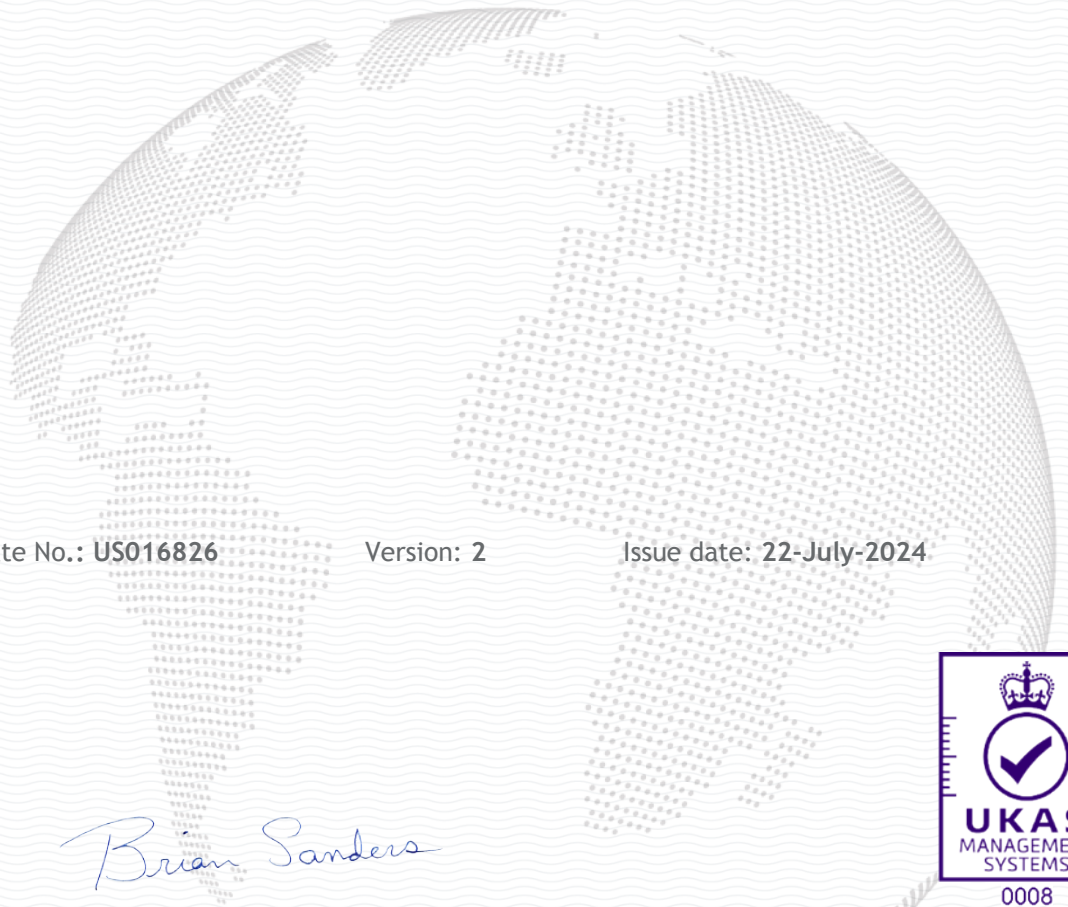 te No.: US016826 Version: 2 Issue date: 22-July-2024
Brian Sanders
UKAS
MANAGEME
SYSTEMS
0008